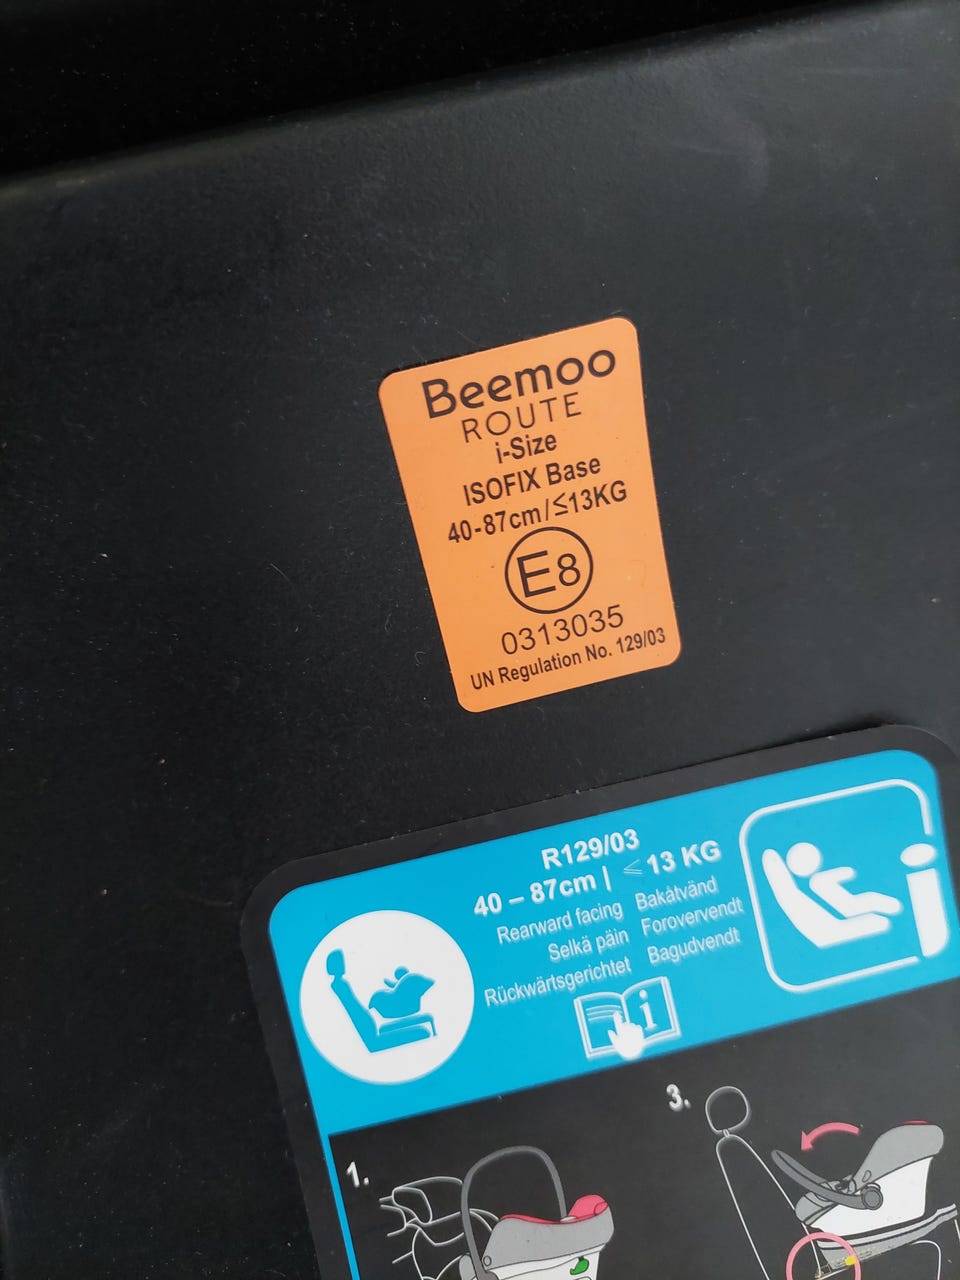 Beemoo
ROUTE
i-Size
ISOFIX Base
40-87cm/≤13KG
E8
0313035
UN Regulation No. 129/03
R129/03
40 – 87cm | ≤ 13 KG
Rearward facing Bakåtvänd
Selkä päin Forovervendt
Rückwärtsgerichtet Bagudvendt
i
i
1.
3.